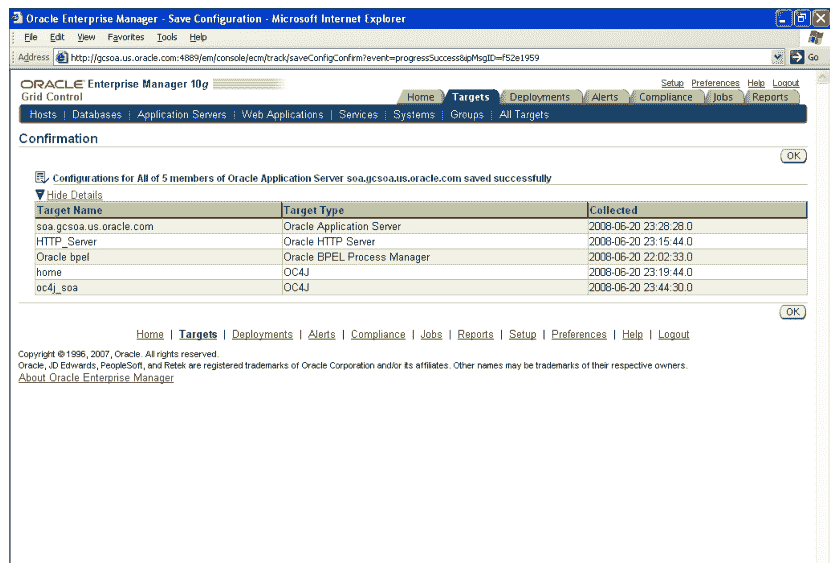 Oracle Enterprise Manager - Save Configuration - Microsoft Internet Explorer
File Edit View Favorites Tools Help
Address http://gcsoa.us.oracle.com:4889/em/console/ecm/track/saveConfigConfirm?event=progressSuccess&ipMsgID=f52e1959 Go
ORACLE Enterprise Manager 10g
Grid Control
Setup Preferences Help Logout
Home Targets Deployments Alerts Compliance Jobs Reports
Hosts | Databases | Application Servers | Web Applications | Services | Systems | Groups | All Targets
Confirmation
OK
Configurations for All of 5 members of Oracle Application Server soa.gcsoa.us.oracle.com saved successfully
Hide Details
Target Name Target Type Collected
soa.gcsoa.us.oracle.com Oracle Application Server 2008-06-20 23:28:28.0
HTTP_Server Oracle HTTP Server 2008-06-20 23:15:44.0
Oracle bpel Oracle BPEL Process Manager 2008-06-20 22:02:33.0
home OC4J 2008-06-20 23:19:44.0
oc4j_soa OC4J 2008-06-20 23:44:30.0
OK
Home | Targets | Deployments | Alerts | Compliance | Jobs | Reports | Setup | Preferences | Help | Logout
Copyright © 1996, 2007, Oracle. All rights reserved.
Oracle, JD Edwards, PeopleSoft, and Retek are registered trademarks of Oracle Corporation and/or its affiliates. Other names may be trademarks of their respective owners.
About Oracle Enterprise Manager